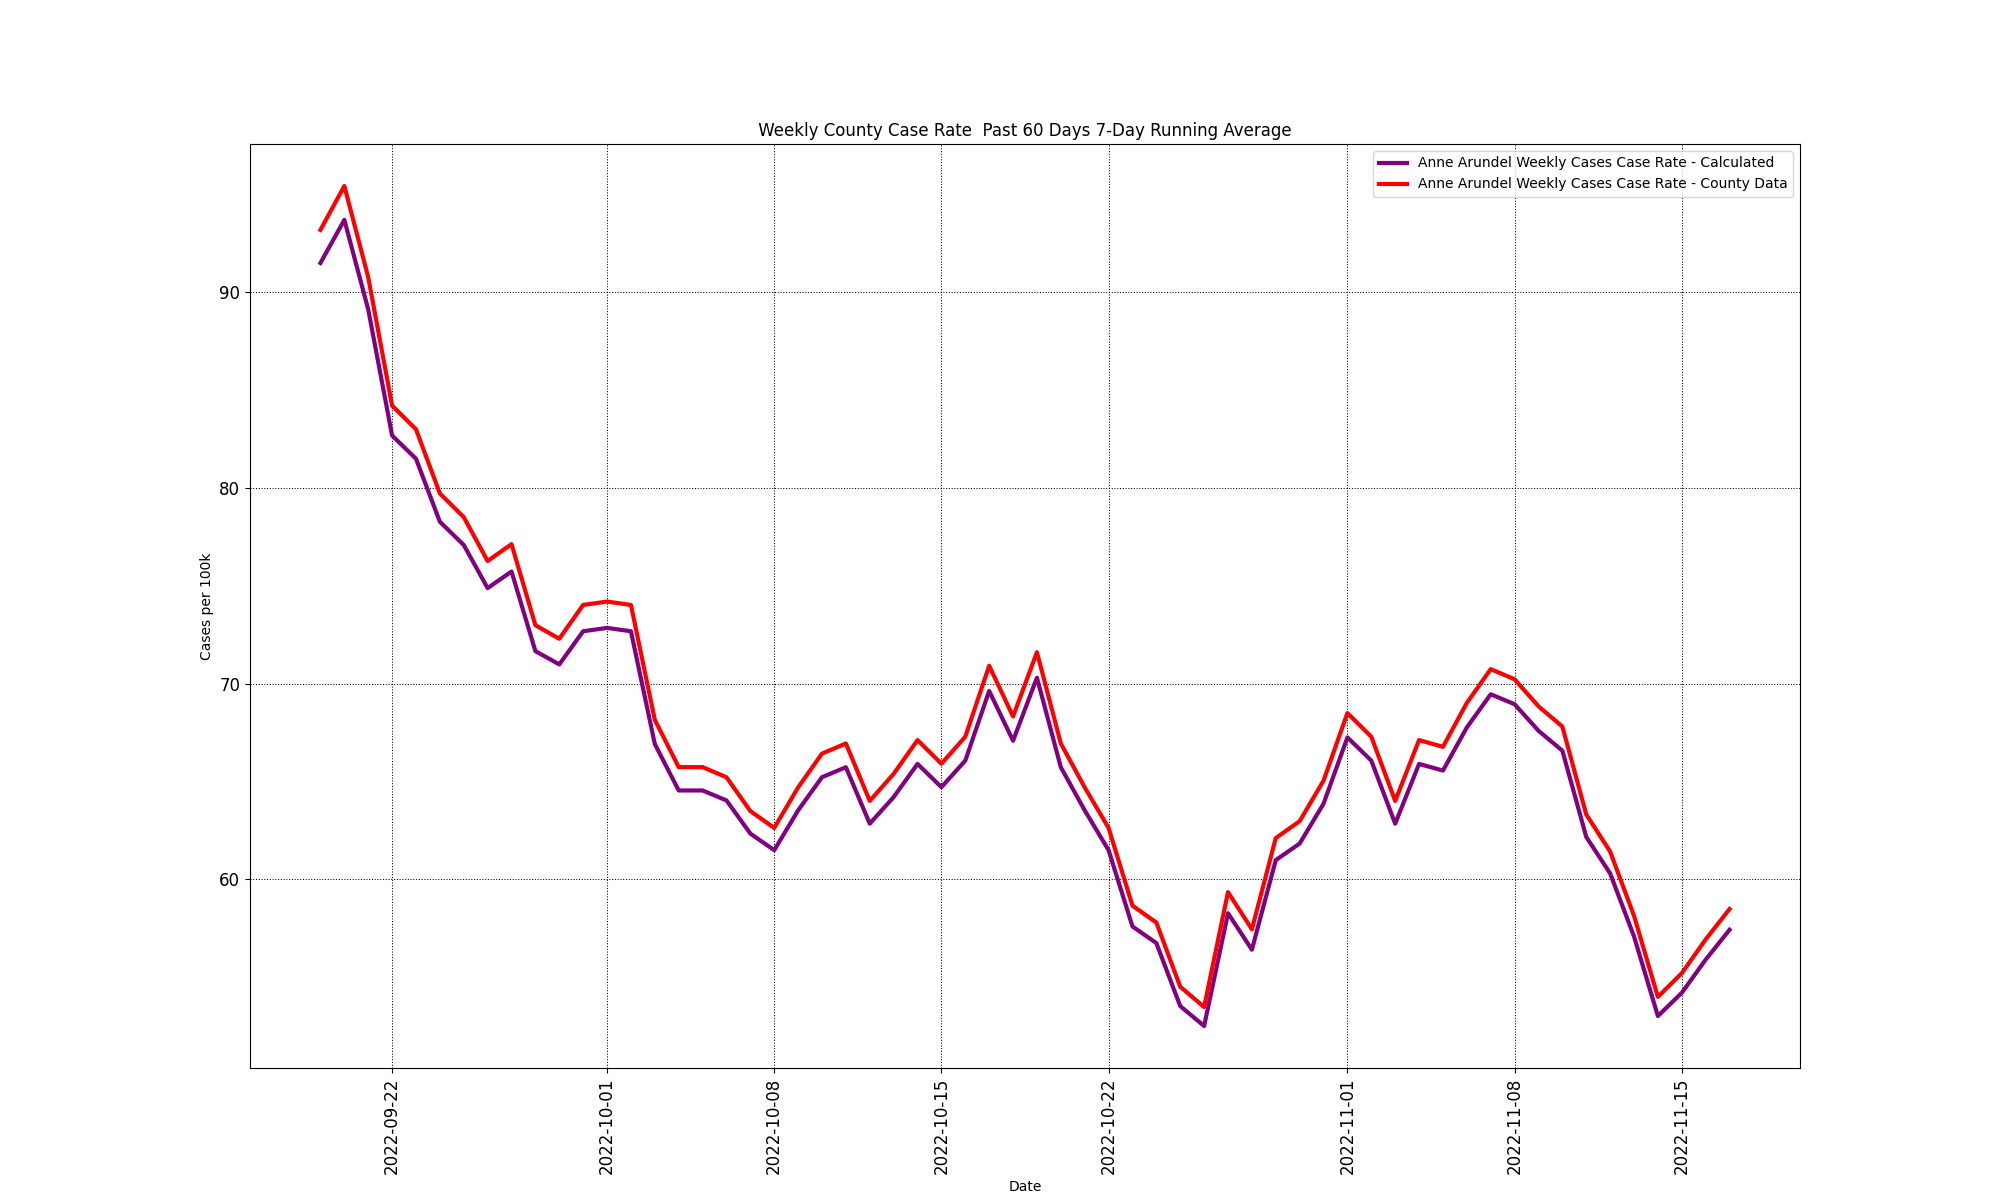 Weekly County Case Rate  Past 60 Days 7-Day Running Average
Anne Arundel Weekly Cases Case Rate - Calculated
Anne Arundel Weekly Cases Case Rate - County Data
Cases per 100k
90
80
70
60
2022-09-22
2022-10-01
2022-10-08
2022-10-15
2022-10-22
2022-11-01
2022-11-08
2022-11-15
Date